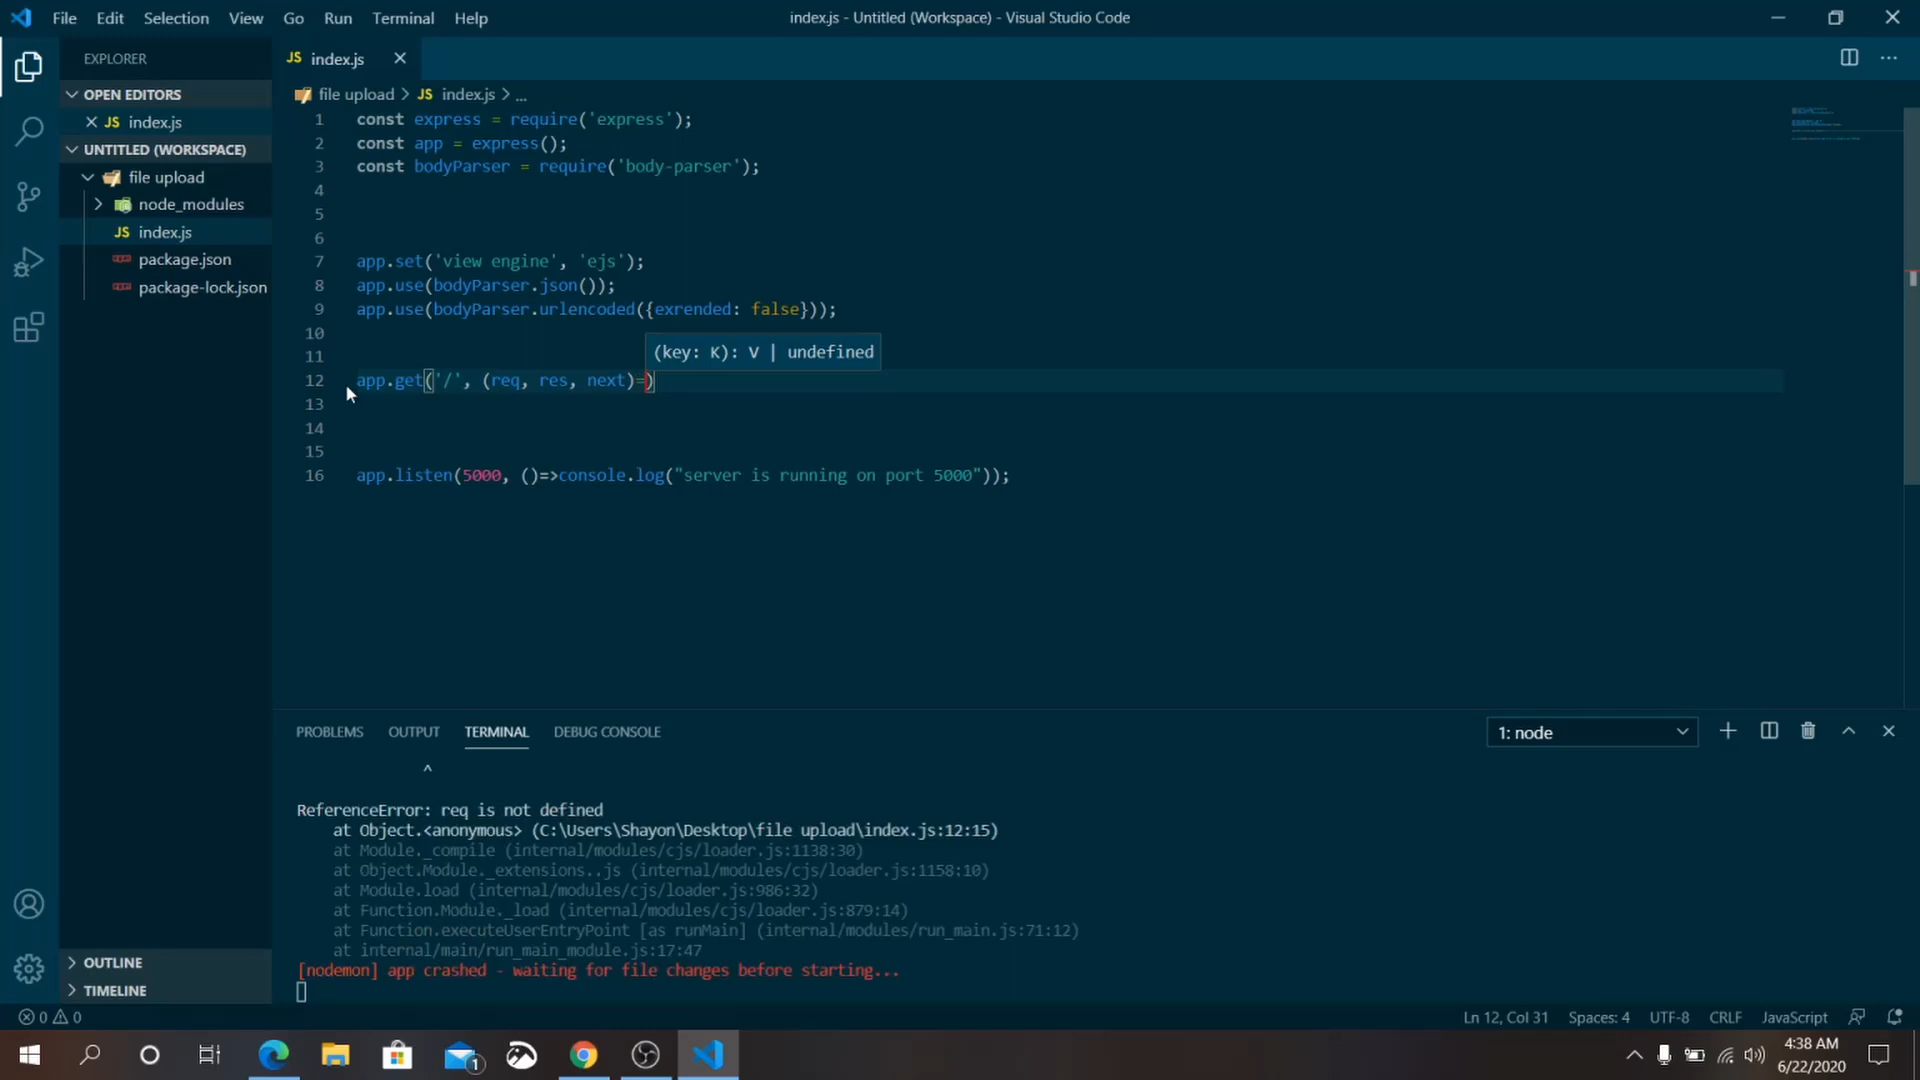 File Edit Selection View Go Run Terminal Help
index.js - Untitled (Workspace) - Visual Studio Code
EXPLORER
OPEN EDITORS
JS index.js
UNTITLED (WORKSPACE)
file upload
node_modules
JS index.js
package.json
package-lock.json
OUTLINE
TIMELINE
JS index.js
file upload > JS index.js > ...
1 const express = require('express');
2 const app = express();
3 const bodyParser = require('body-parser');
4
5
6
7 app.set('view engine', 'ejs');
8 app.use(bodyParser.json());
9 app.use(bodyParser.urlencoded({exrended: false}));
10
(key: K): V | undefined
11
12 app.get('/', (req, res, next)=)
13
14
15
16 app.listen(5000, ()=>console.log("server is running on port 5000"));
PROBLEMS OUTPUT TERMINAL DEBUG CONSOLE
1: node
^
ReferenceError: req is not defined
at Object.<anonymous> (C:\Users\Shayon\Desktop\file upload\index.js:12:15)
at Module._compile (internal/modules/cjs/loader.js:1138:30)
at Object.Module._extensions..js (internal/modules/cjs/loader.js:1158:10)
at Module.load (internal/modules/cjs/loader.js:986:32)
at Function.Module._load (internal/modules/cjs/loader.js:879:14)
at Function.executeUserEntryPoint [as runMain] (internal/modules/run_main.js:71:12)
at internal/main/run_main_module.js:17:47
[nodemon] app crashed - waiting for file changes before starting...
0 0
Ln 12, Col 31 Spaces: 4 UTF-8 CRLF JavaScript
1
4:38 AM
6/22/2020